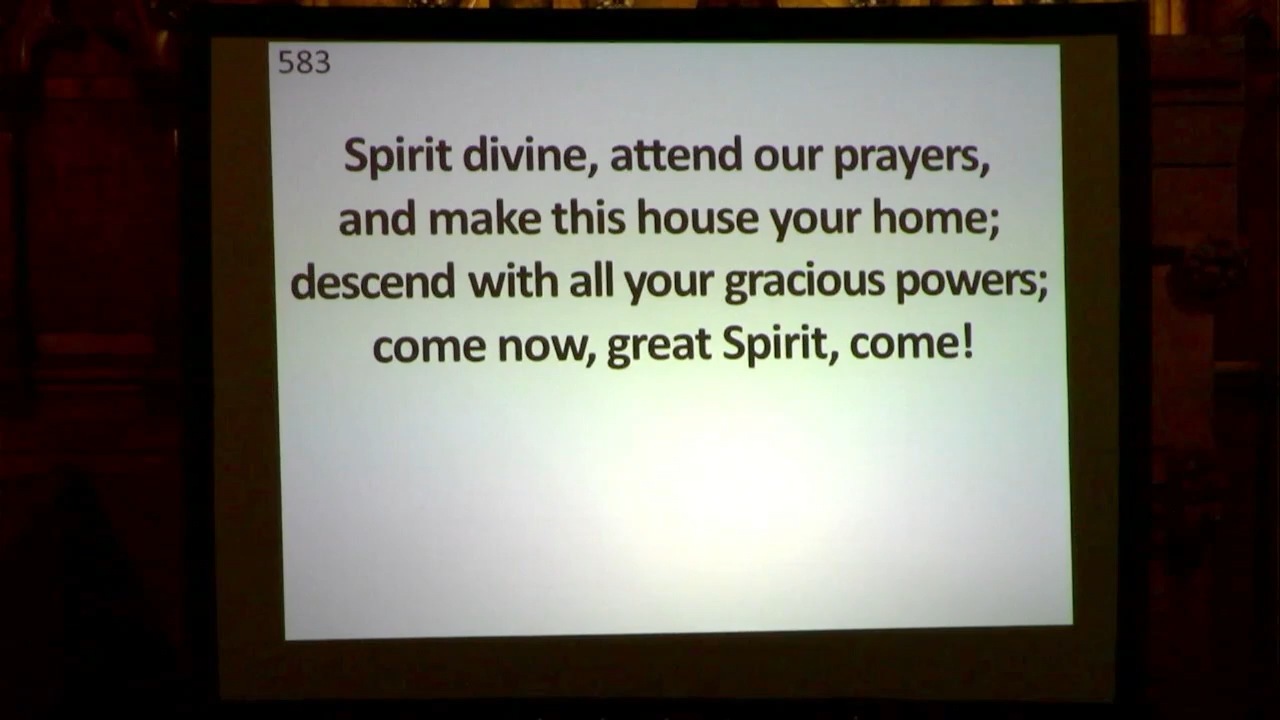 583
Spirit divine, attend our prayers,
and make this house your home;
descend with all your gracious powers;
come now, great Spirit, come!